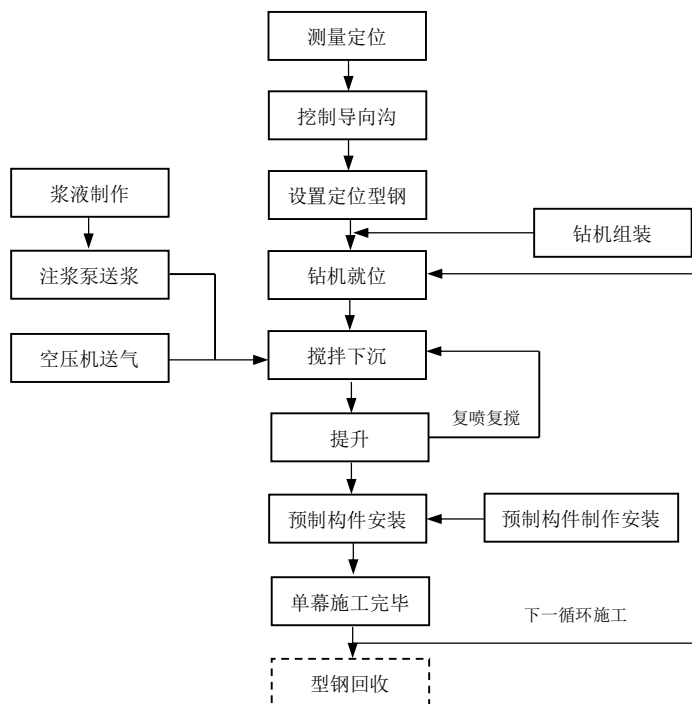 测量定位
挖制导向沟
浆液制作
设置定位型钢
钻机组装
注浆泵送浆
钻机就位
空压机送气
搅拌下沉
复喷复搅
提升
预制构件安装
预制构件制作安装
单幕施工完毕
下一循环施工
型钢回收